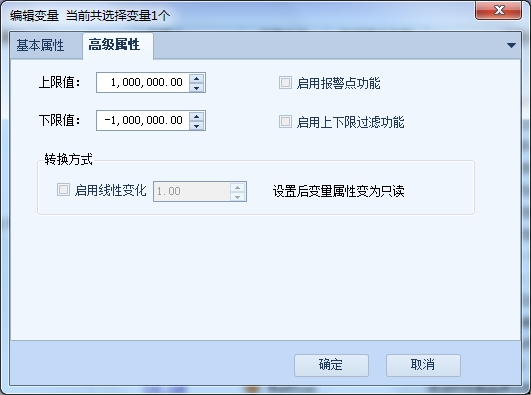 编辑变量 当前共选择变量1个
基本属性 高级属性
上限值： 1,000,000.00 启用报警点功能
下限值： -1,000,000.00 启用上下限过滤功能
转换方式
启用线性变化 1.00 设置后变量属性变为只读
确定 取消